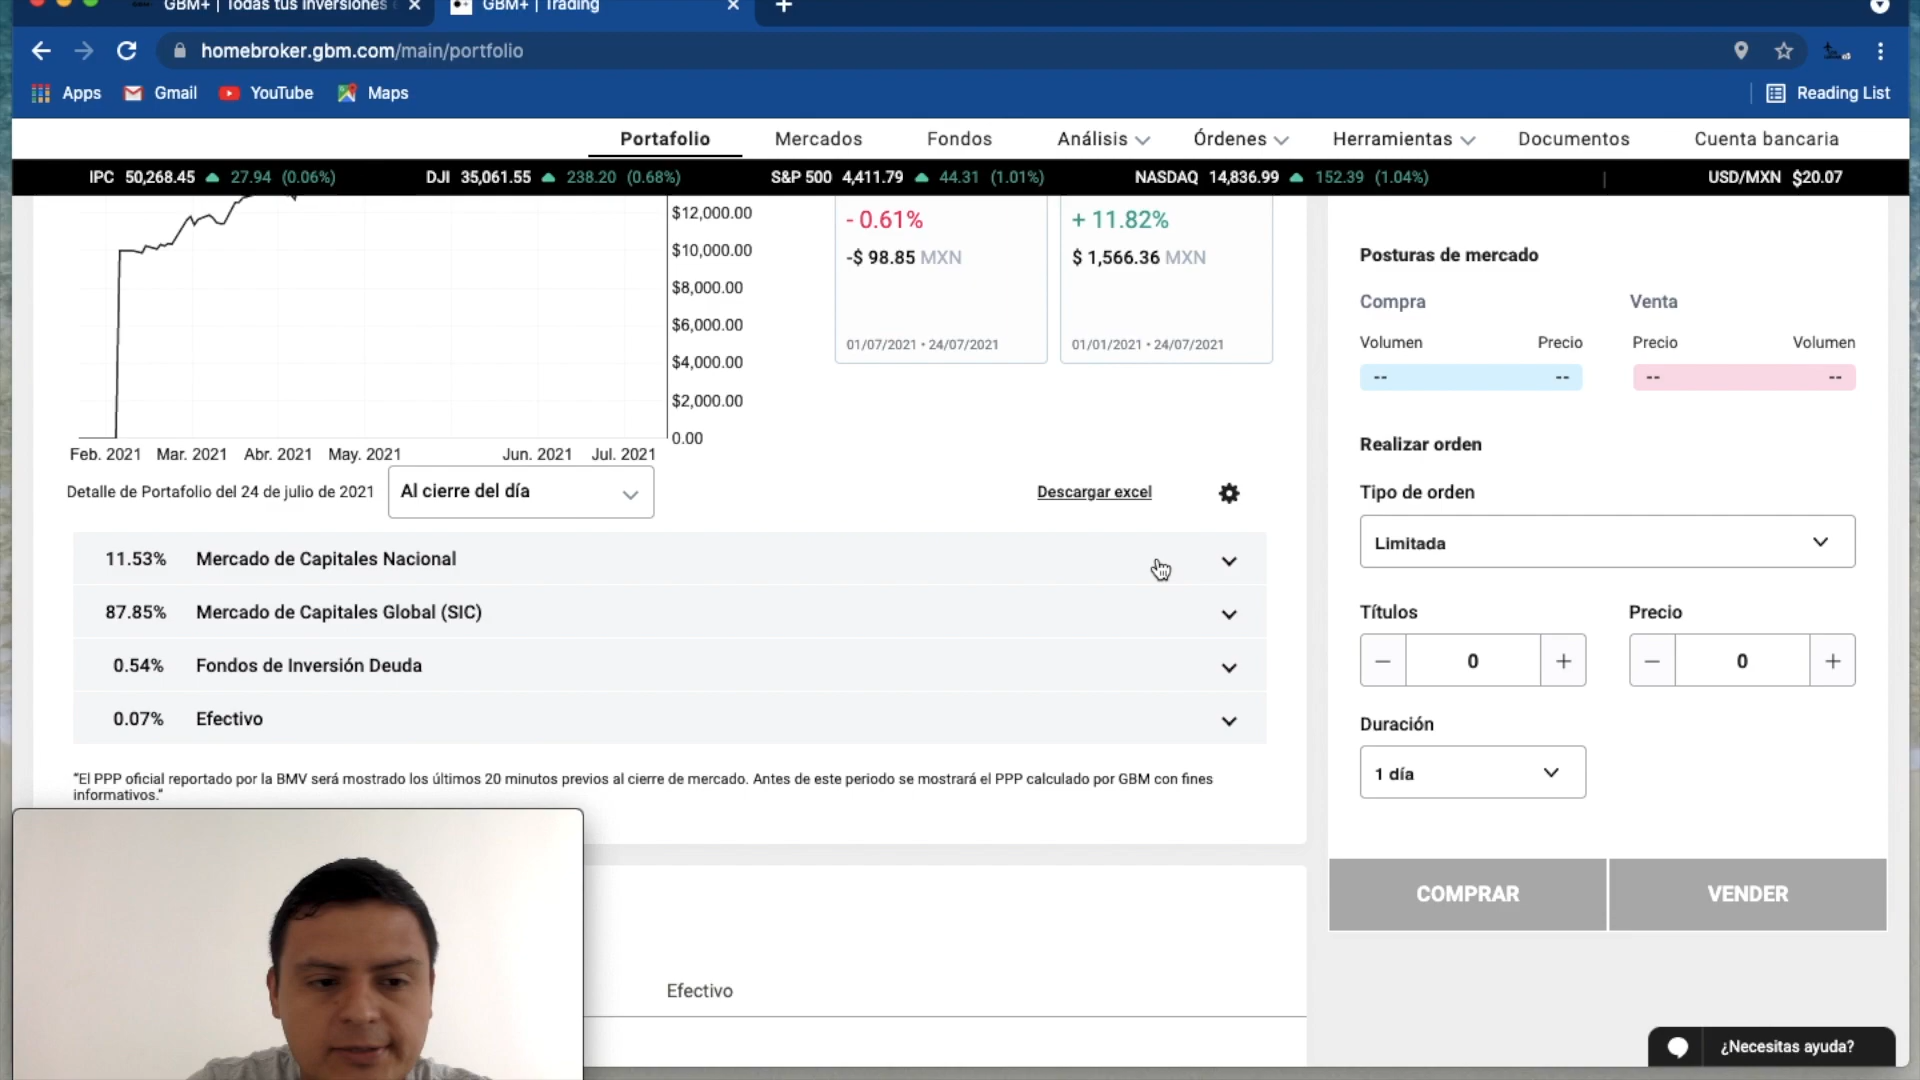 GBM+ | Todas tus inversiones
GBM+ | Trading
homebroker.gbm.com/main/portfolio
Apps Gmail YouTube Maps Reading List
Portafolio Mercados Fondos Análisis Órdenes Herramientas Documentos Cuenta bancaria
IPC 50,268.45 27.94 (0.06%) DJI 35,061.55 238.20 (0.68%) S&P 500 4,411.79 44.31 (1.01%) NASDAQ 14,836.99 152.39 (1.04%) | USD/MXN $20.07
$12,000.00
$10,000.00
$8,000.00
$6,000.00
$4,000.00
$2,000.00
0.00
Feb. 2021 Mar. 2021 Abr. 2021 May. 2021 Jun. 2021 Jul. 2021
- 0.61%
-$ 98.85 MXN
01/07/2021 • 24/07/2021
+ 11.82%
$ 1,566.36 MXN
01/01/2021 • 24/07/2021
Detalle de Portafolio del 24 de julio de 2021 Al cierre del día Descargar excel
11.53% Mercado de Capitales Nacional
87.85% Mercado de Capitales Global (SIC)
0.54% Fondos de Inversión Deuda
0.07% Efectivo
“El PPP oficial reportado por la BMV será mostrado los últimos 20 minutos previos al cierre de mercado. Antes de este periodo se mostrará el PPP calculado por GBM con fines
informativos.“
Efectivo
Posturas de mercado
Compra Venta
Volumen Precio Precio Volumen
-- -- -- --
Realizar orden
Tipo de orden
Limitada
Títulos Precio
− 0 + − 0 +
Duración
1 día
COMPRAR VENDER
¿Necesitas ayuda?